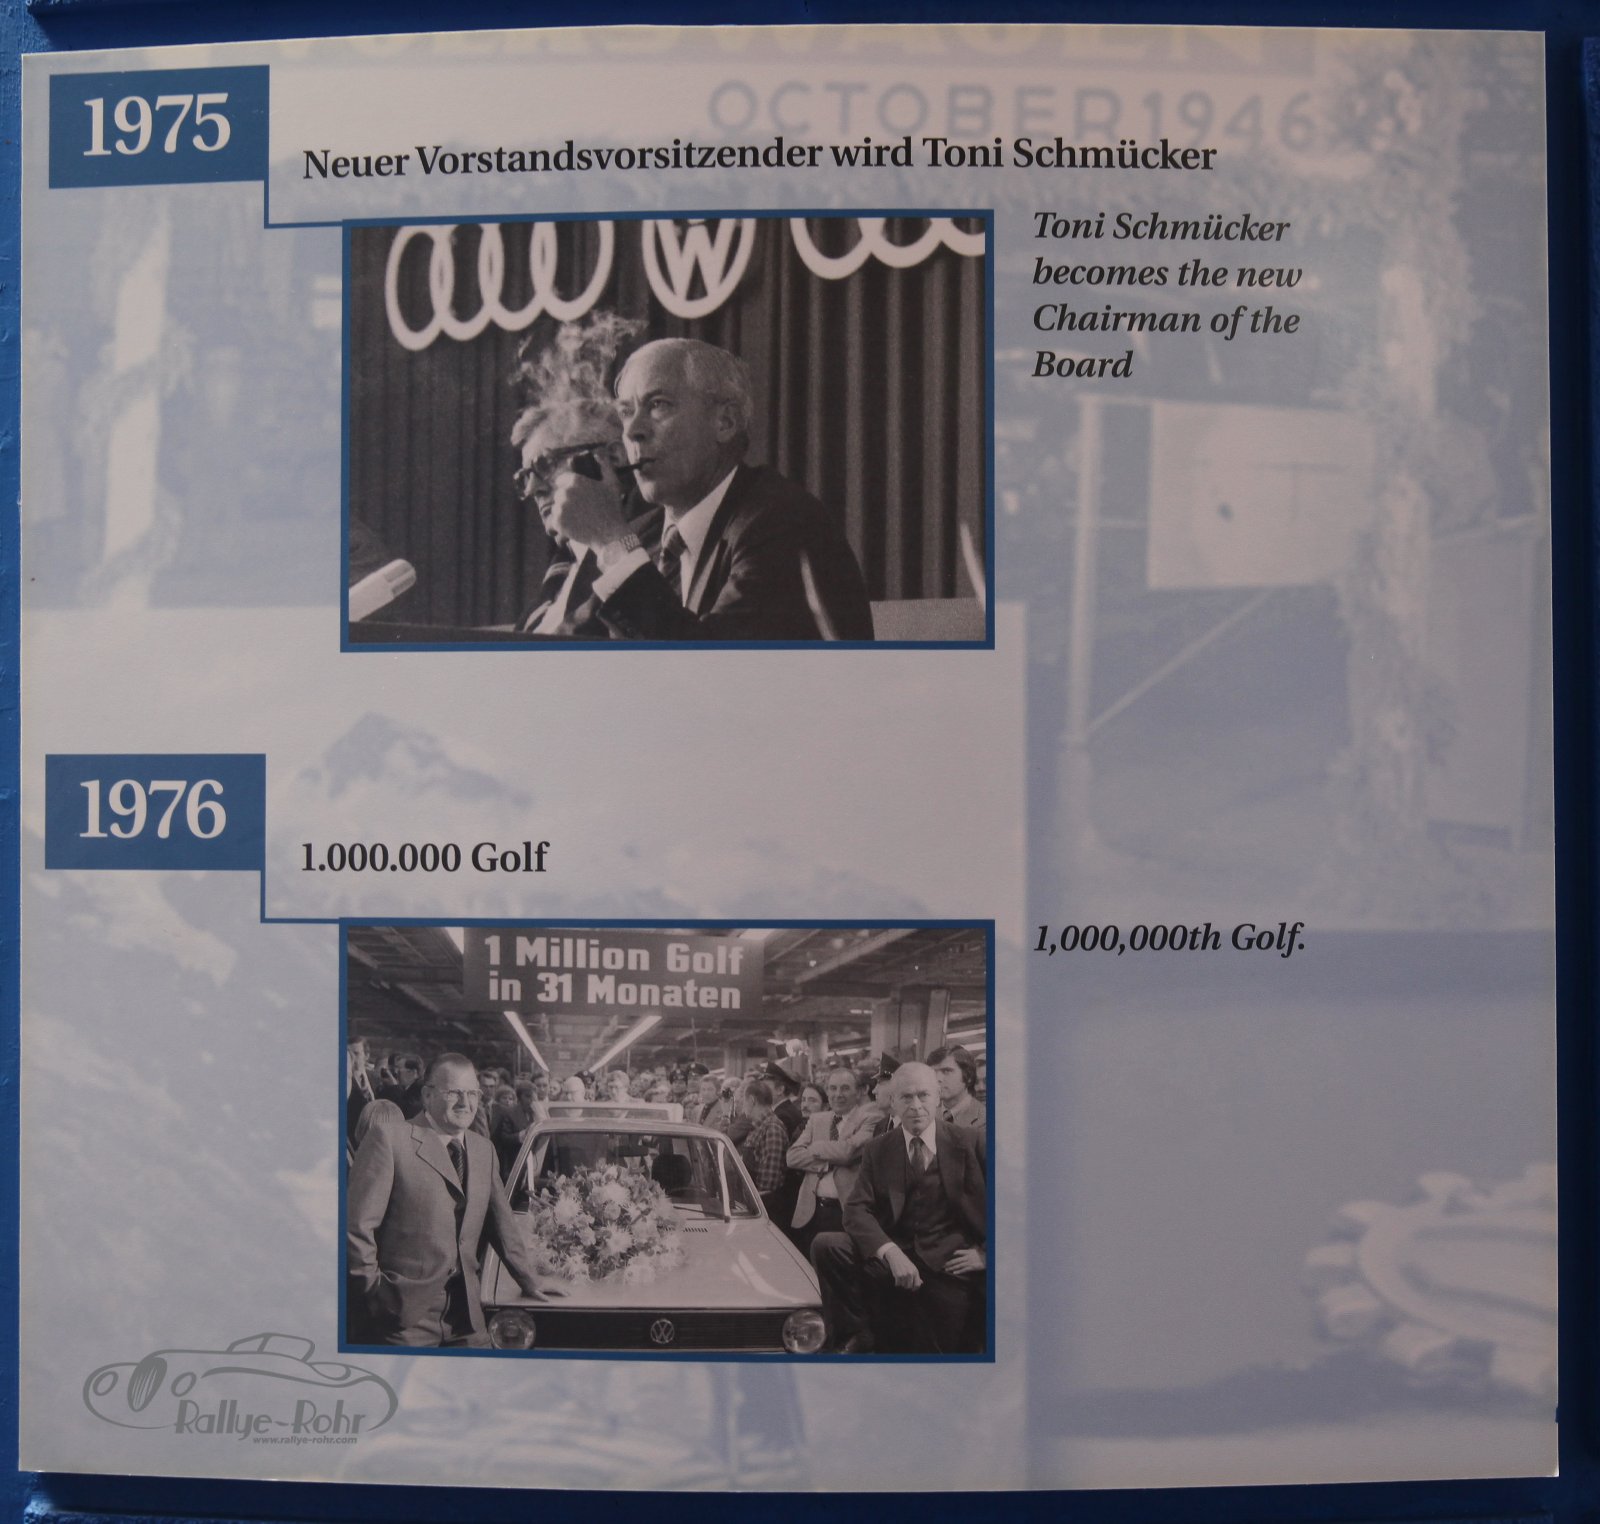 OCTOBER 1946
1975
Neuer Vorstandsvorsitzender wird Toni Schmücker
Toni Schmücker
becomes the new
Chairman of the
Board
1976
1.000.000 Golf
1 Million Golf
in 31 Monaten
1,000,000th Golf.
Rallye-Rohr
www.rallye-rohr.com